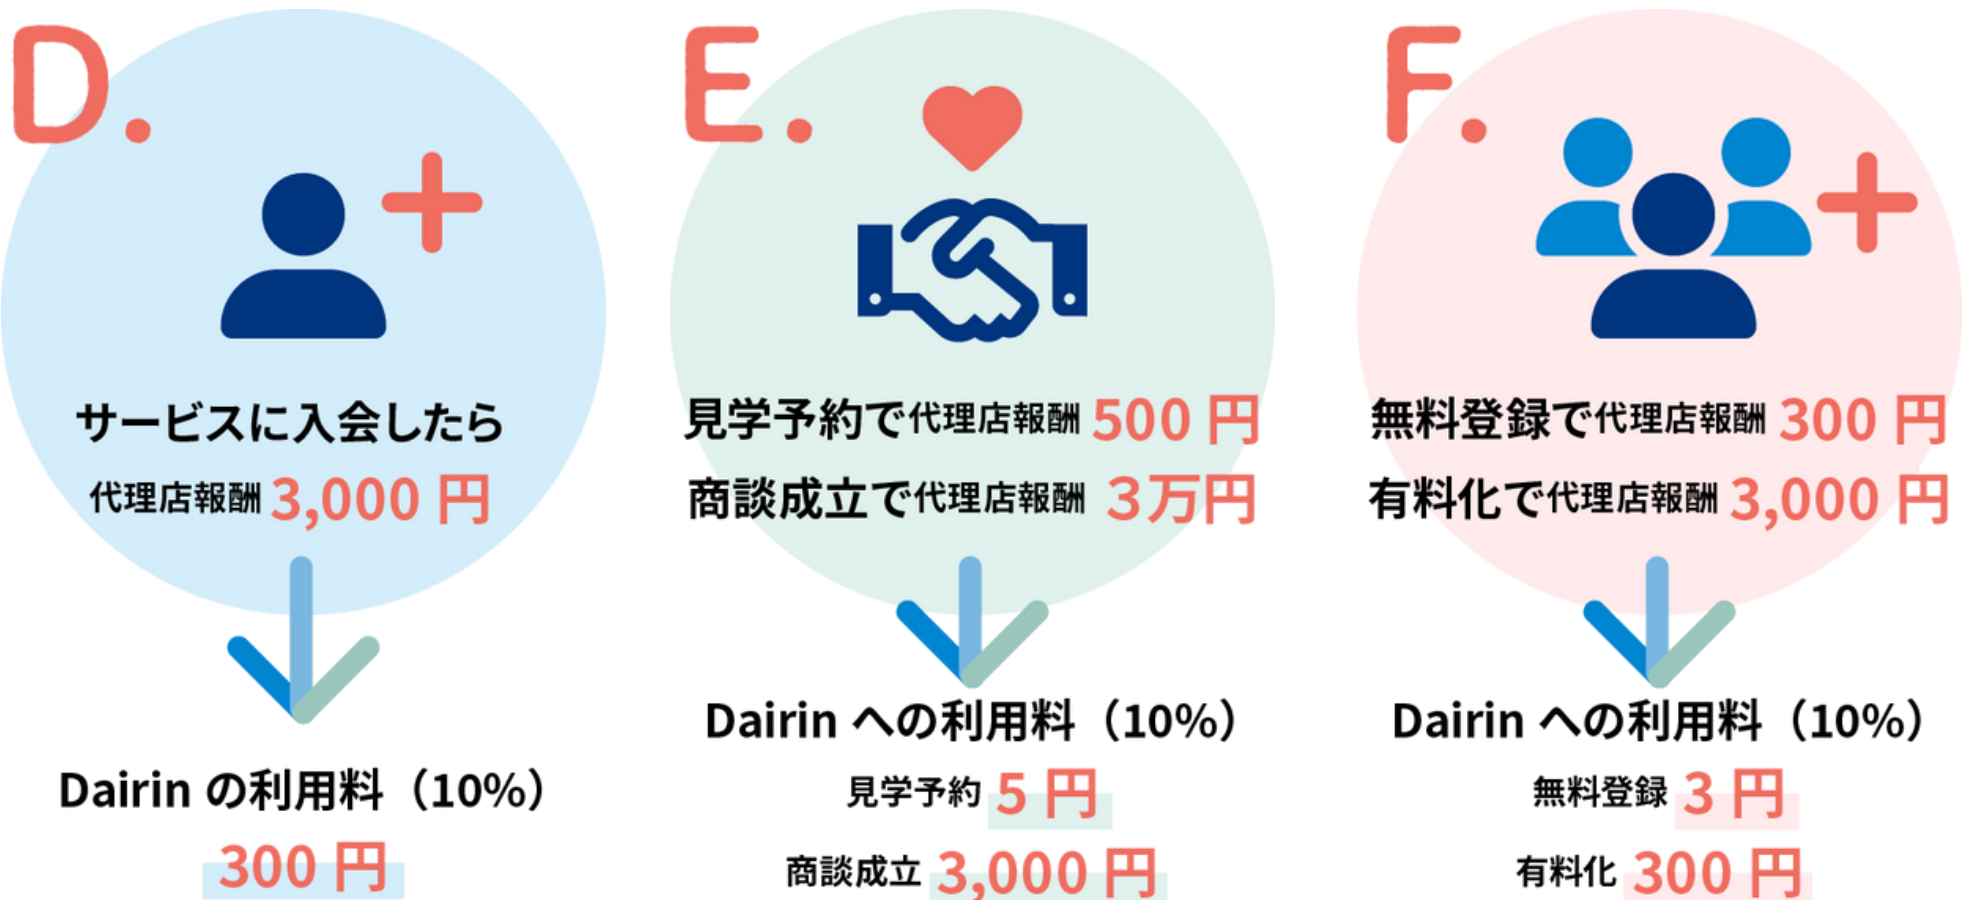 D.
サービスに入会したら
代理店報酬 3,000 円
Dairin の利用料（10%）
300 円
E.
見学予約で代理店報酬 500 円
商談成立で代理店報酬 3万円
Dairin への利用料（10%）
見学予約 5 円
商談成立 3,000 円
F.
無料登録で代理店報酬 300 円
有料化で代理店報酬 3,000 円
Dairin への利用料（10%）
無料登録 3 円
有料化 300 円